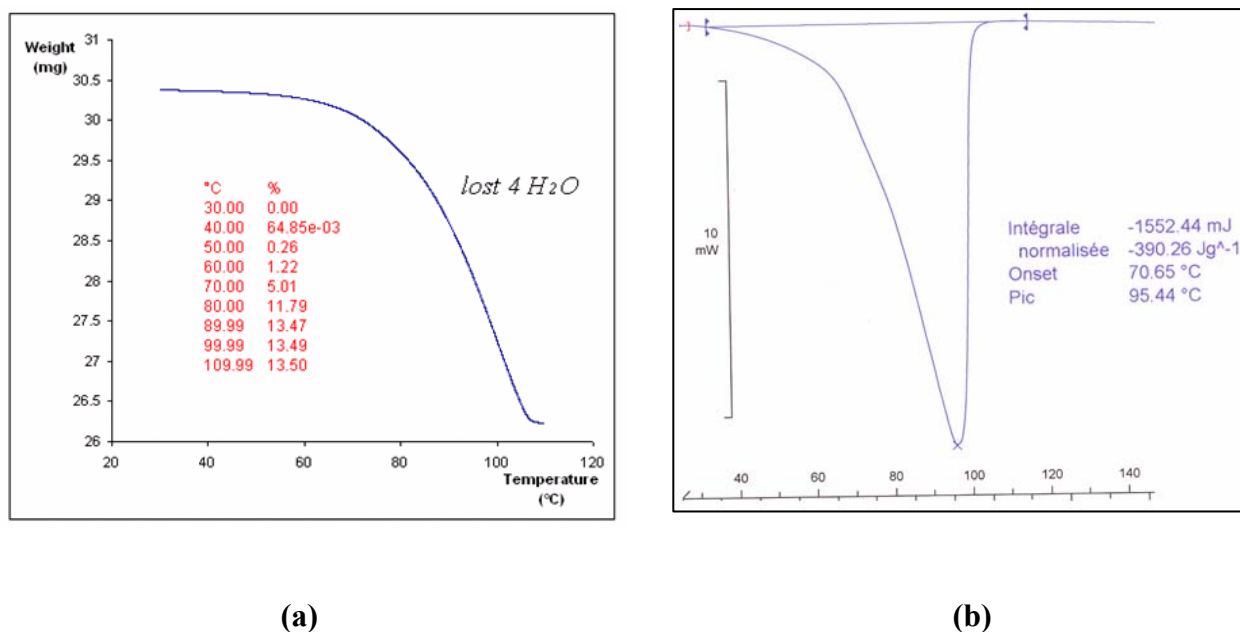 31
Weight
(mg)
30.5
30
29.5
29
28.5
28
27.5
27
26.5
26
20
40
60
80
100
120
Temperature
(°C)
lost 4 H₂O
°C %
30.00 0.00
40.00 64.85e-03
50.00 0.26
60.00 1.22
70.00 5.01
80.00 11.79
89.99 13.47
99.99 13.49
109.99 13.50
(a)
10
mW
Intégrale -1552.44 mJ
normalisée -390.26 Jg^-1
Onset 70.65 °C
Pic 95.44 °C
40 60 80 100 120 140
(b)